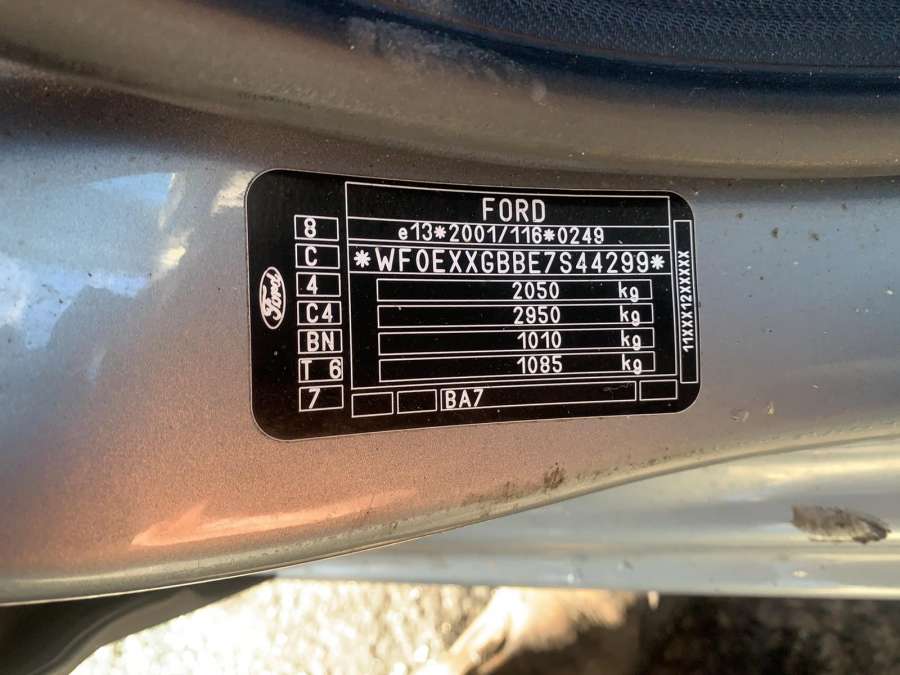 FORD
e13*2001/116*0249
*WF0EXXGBBE7S44299*
2050 kg
2950 kg
1010 kg
1085 kg
BA7
8
C
4
C4
BN
T 6
7
Ford
11XXX12XXXXX